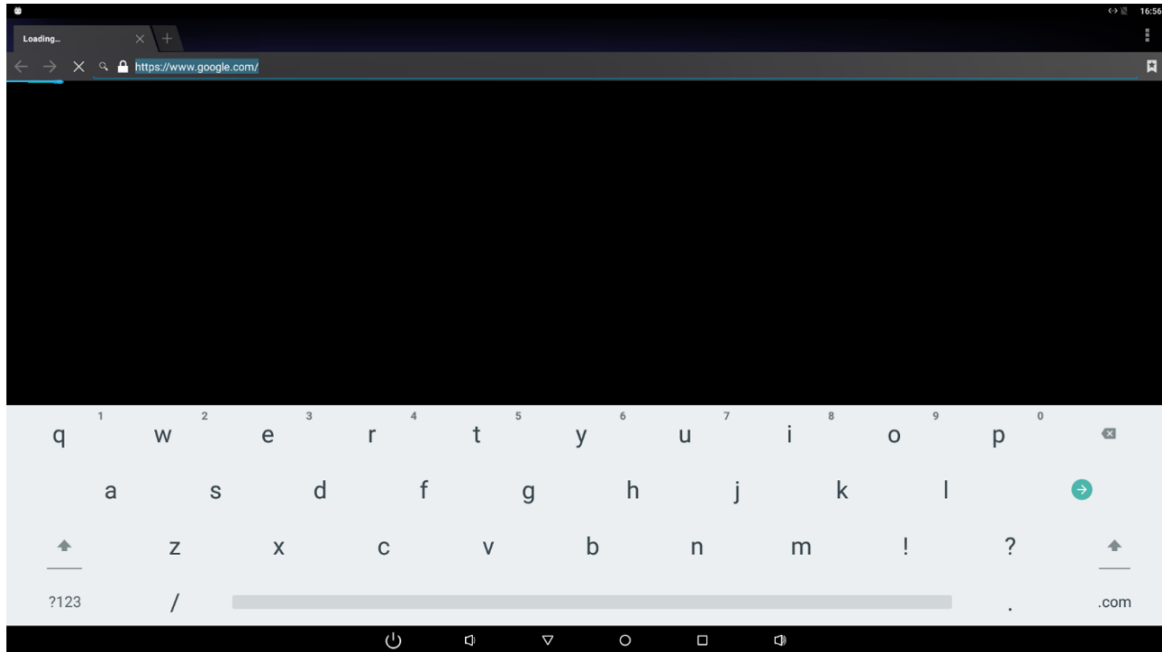 16:56
Loading...
https://www.google.com/
1 2 3 4 5 6 7 8 9 0
q w e r t y u i o p
a s d f g h j k l
z x c v b n m ! ?
?123 / . .com